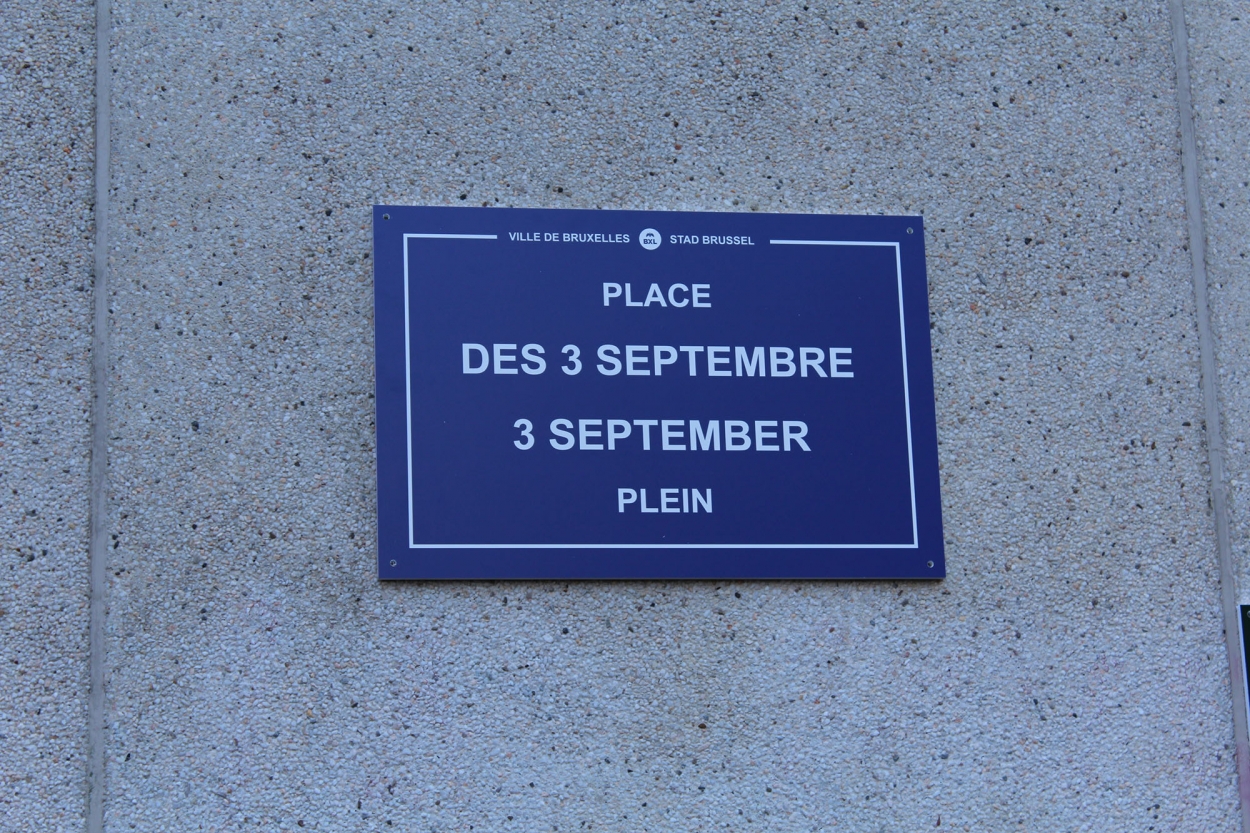 VILLE DE BRUXELLES BXL STAD BRUSSEL
PLACE
DES 3 SEPTEMBRE
3 SEPTEMBER
PLEIN